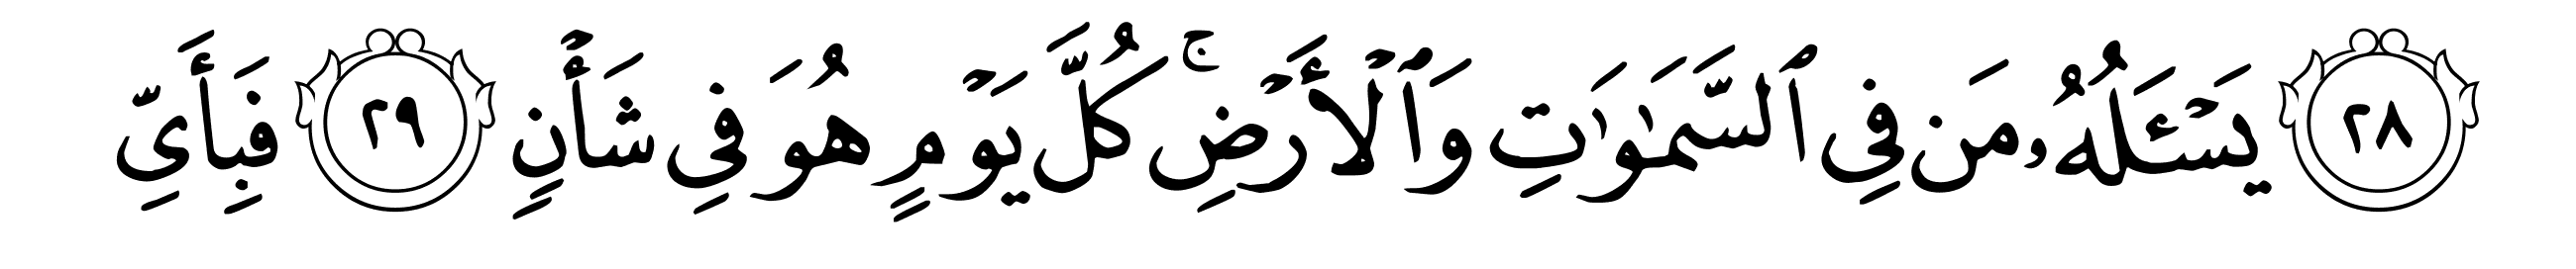 ٢٨ يَسْـَٔلُهُۥ مَن فِى ٱلسَّمَـٰوَٰتِ وَٱلْأَرْضِ ۚ كُلَّ يَوْمٍ هُوَ فِى شَأْنٍ ٢٩ فَبِأَىِّ